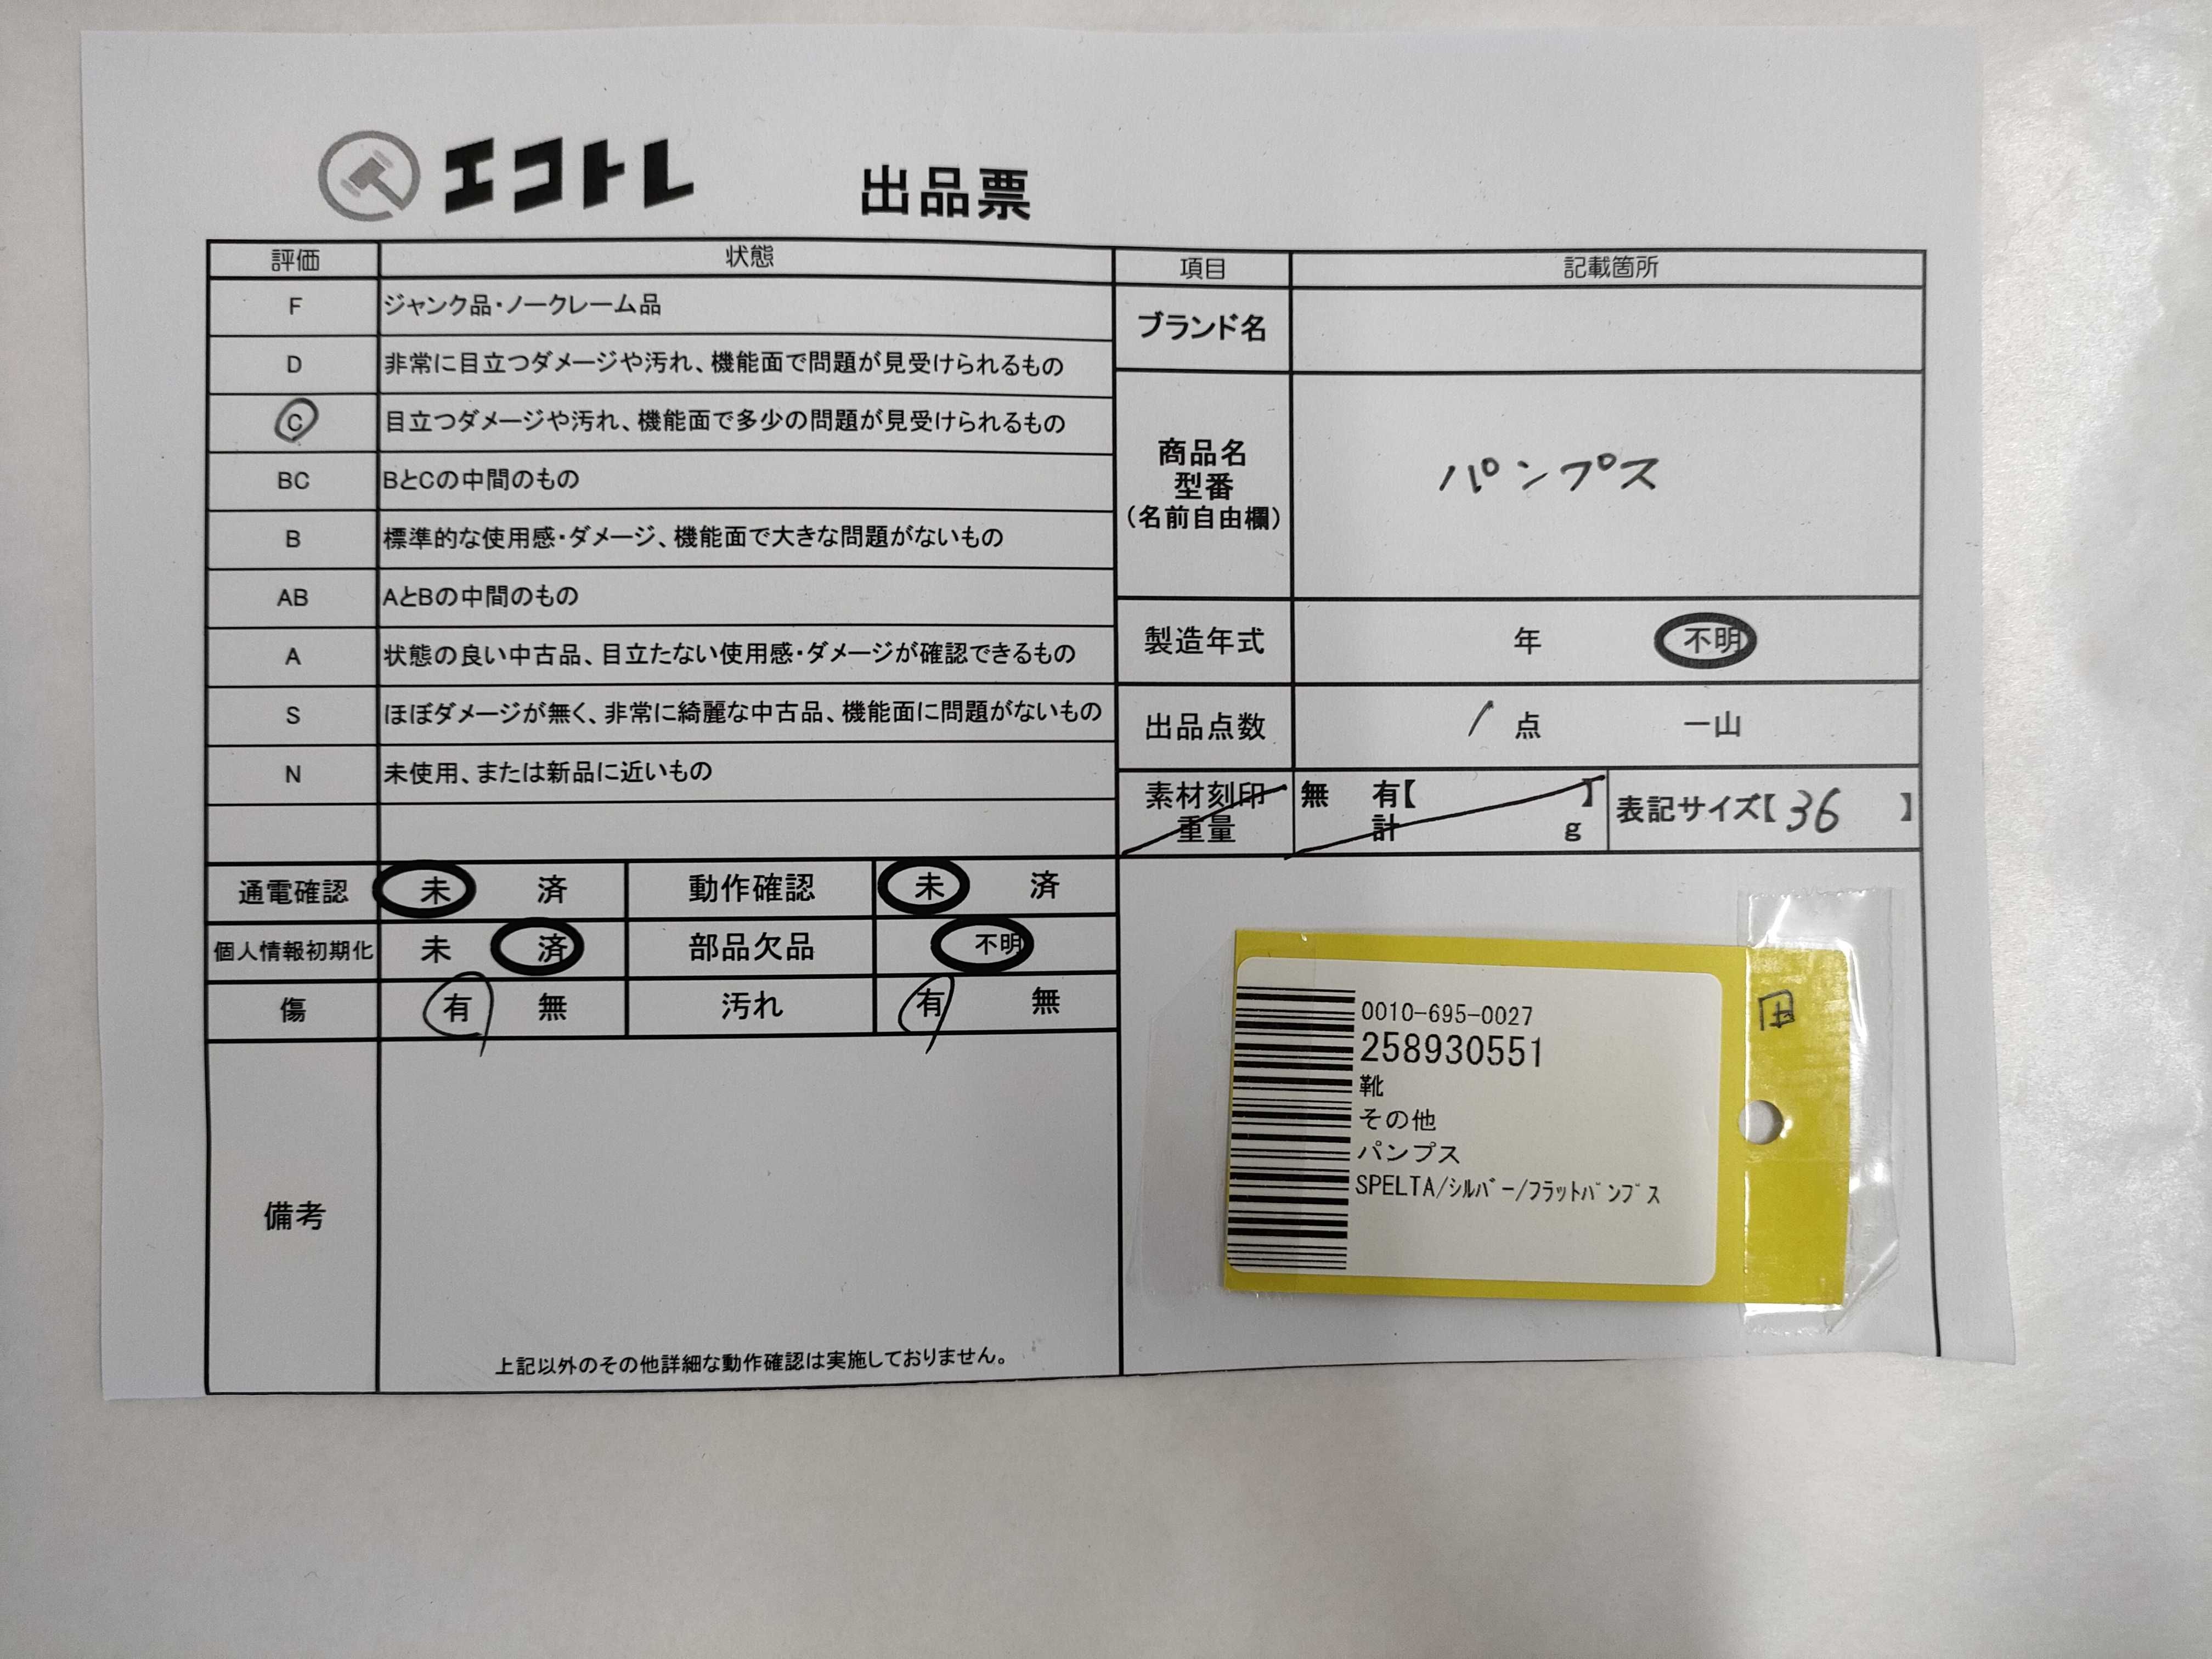 エコトレ 出品票
評価 状態
F ジャンク品・ノークレーム品
D 非常に目立つダメージや汚れ、機能面で問題が見受けられるもの
C 目立つダメージや汚れ、機能面で多少の問題が見受けられるもの
BC BとCの中間のもの
B 標準的な使用感・ダメージ、機能面で大きな問題がないもの
AB AとBの中間のもの
A 状態の良い中古品、目立たない使用感・ダメージが確認できるもの
S ほぼダメージが無く、非常に綺麗な中古品、機能面に問題がないもの
N 未使用、または新品に近いもの
通電確認 未 済 動作確認 未 済
個人情報初期化 未 済 部品欠品 不明
傷 有 無 汚れ 有 無
備考
上記以外のその他詳細な動作確認は実施しておりません。
項目 記載箇所
ブランド名
商品名
型番
(名前自由欄)
パンプス
製造年式 年 不明
出品点数 1 点 一山
素材刻印 無 有【 】
重量 計 g
表記サイズ【36 】
0010-695-0027
258930551
靴
その他
パンプス
SPELTA/シルバー/フラットパンプス